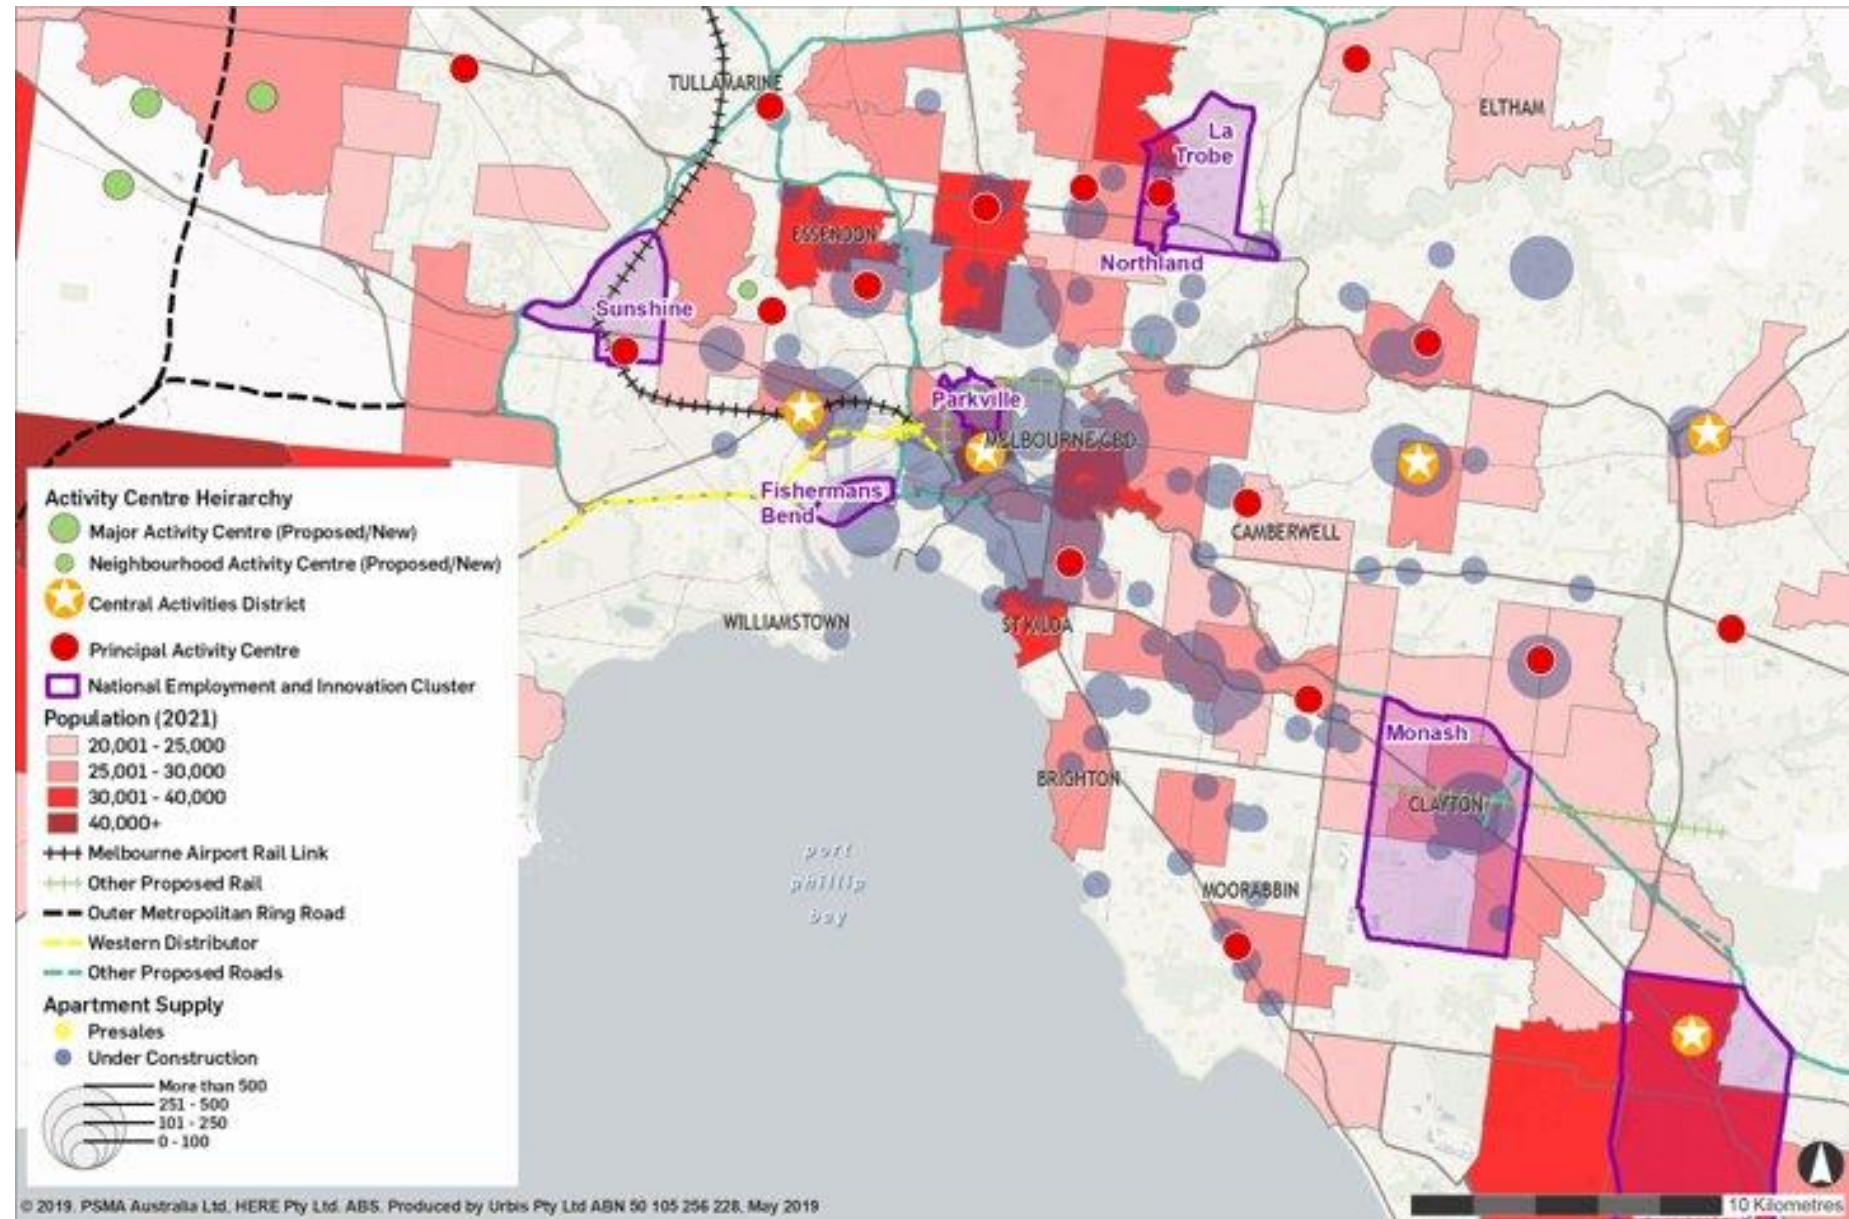 TULLAMARINE
ELTHAM
La
Trobe
ESSENDON
Northland
Sunshine
Parkville
MELBOURNE CBD
Fishermans
Bend
CAMBERWELL
WILLIAMSTOWN
ST KILDA
Monash
BRIGHTON
CLAYTON
port
phillip
bay
MOORABBIN
Activity Centre Heirarchy
Major Activity Centre (Proposed/New)
Neighbourhood Activity Centre (Proposed/New)
Central Activities District
Principal Activity Centre
National Employment and Innovation Cluster
Population (2021)
20,001 - 25,000
25,001 - 30,000
30,001 - 40,000
40,000+
Melbourne Airport Rail Link
Other Proposed Rail
Outer Metropolitan Ring Road
Western Distributor
Other Proposed Roads
Apartment Supply
Presales
Under Construction
More than 500
251 - 500
101 - 250
0 - 100
© 2019. PSMA Australia Ltd, HERE Pty Ltd. ABS. Produced by Urbis Pty Ltd ABN 50 105 256 228, May 2019
10 Kilometres